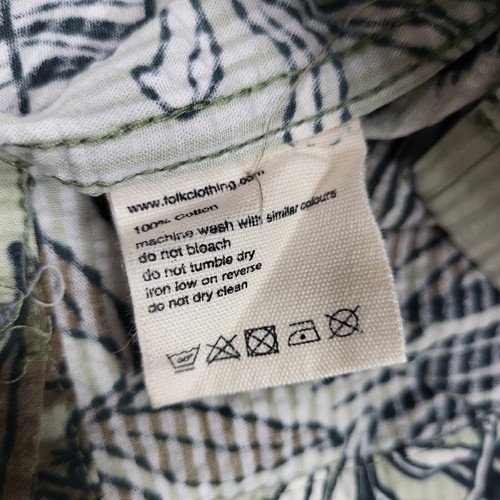 www.folkclothing.com
100% Cotton
machine wash with similar colours
do not bleach
do not tumble dry
iron low on reverse
do not dry clean